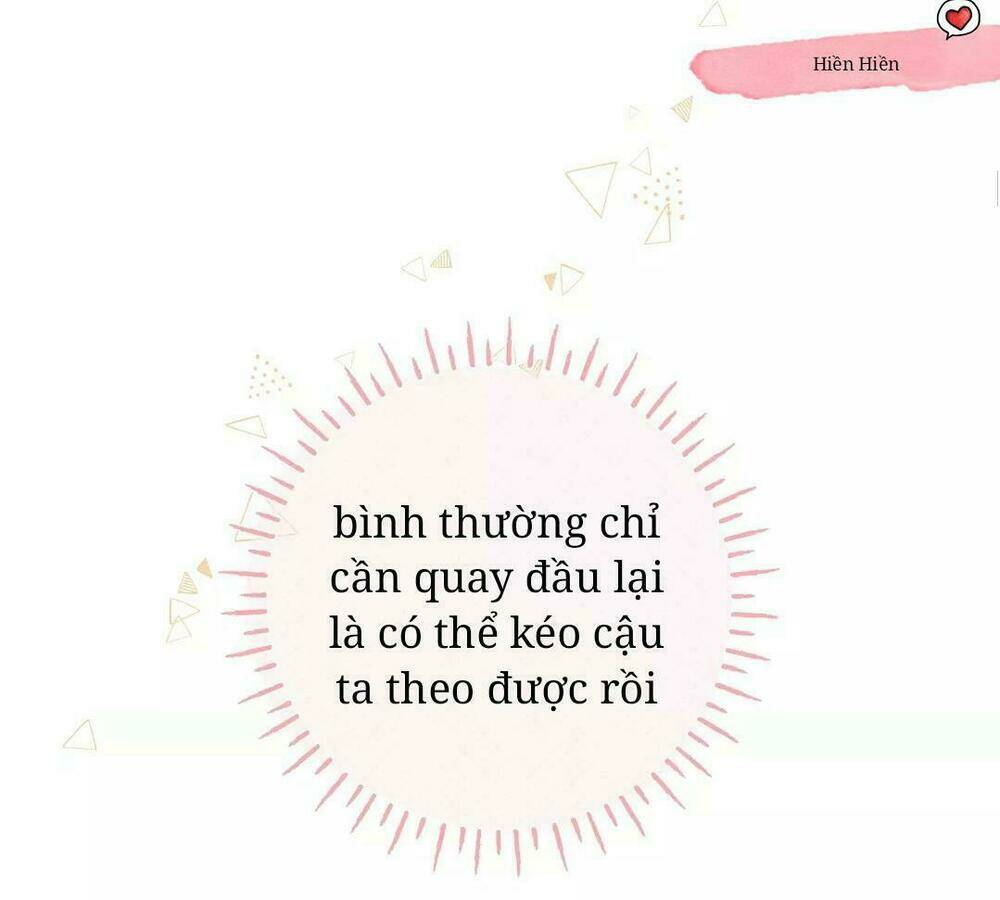 Hiền Hiền
bình thường chỉ
cần quay đầu lại
là có thể kéo cậu
ta theo được rồi